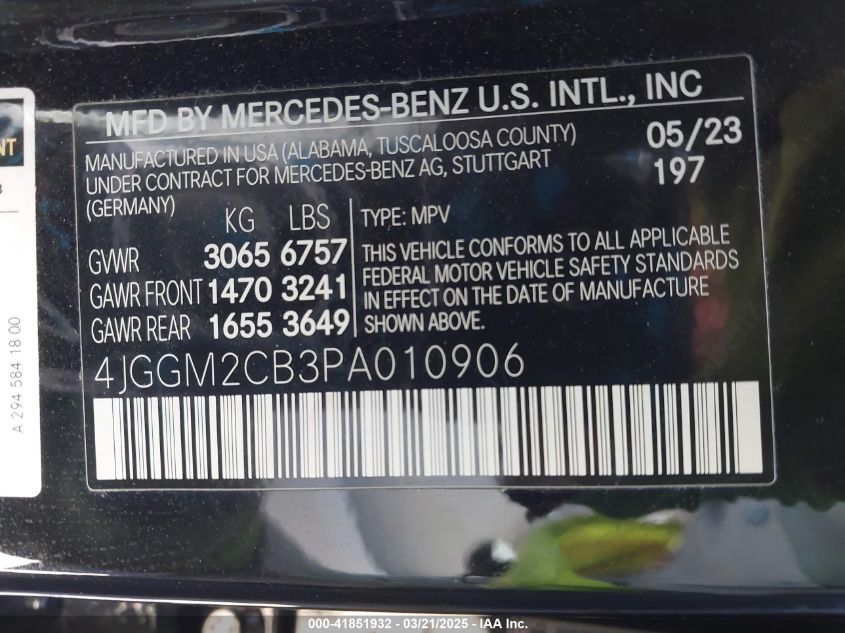 MFD BY MERCEDES-BENZ U.S. INTL., INC
MANUFACTURED IN USA (ALABAMA, TUSCALOOSA COUNTY)
UNDER CONTRACT FOR MERCEDES-BENZ AG, STUTTGART
(GERMANY)
05/23
197
KG LBS
GVWR 3065 6757
GAWR FRONT 1470 3241
GAWR REAR 1655 3649
TYPE: MPV
THIS VEHICLE CONFORMS TO ALL APPLICABLE
FEDERAL MOTOR VEHICLE SAFETY STANDARDS
IN EFFECT ON THE DATE OF MANUFACTURE
SHOWN ABOVE.
4JGGM2CB3PA010906
A 294 584 18 00
000-41851932 - 03/21/2025 - IAA Inc.